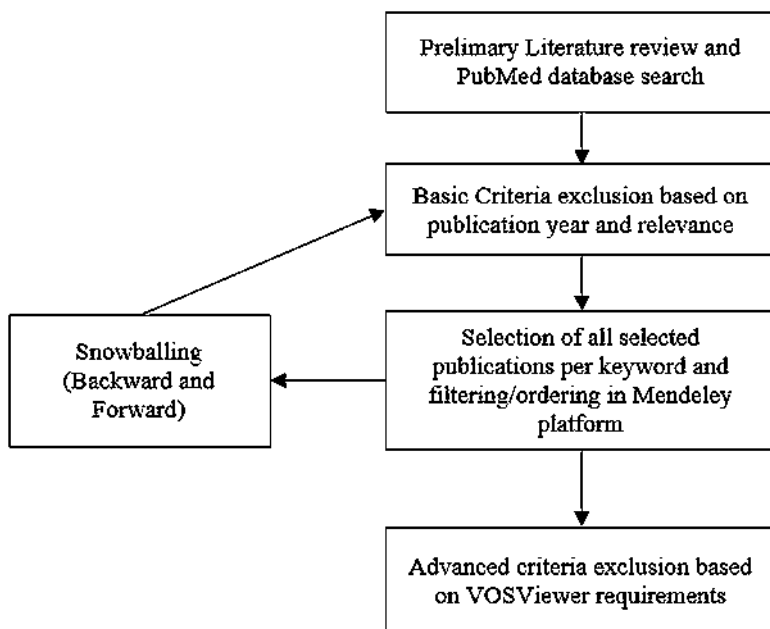 Prelimary Literature review and
PubMed database search
Basic Criteria exclusion based on
publication year and relevance
Snowballing
(Backward and
Forward)
Selection of all selected
publications per keyword and
filtering/ordering in Mendeley
platform
Advanced criteria exclusion based
on VOSViewer requirements